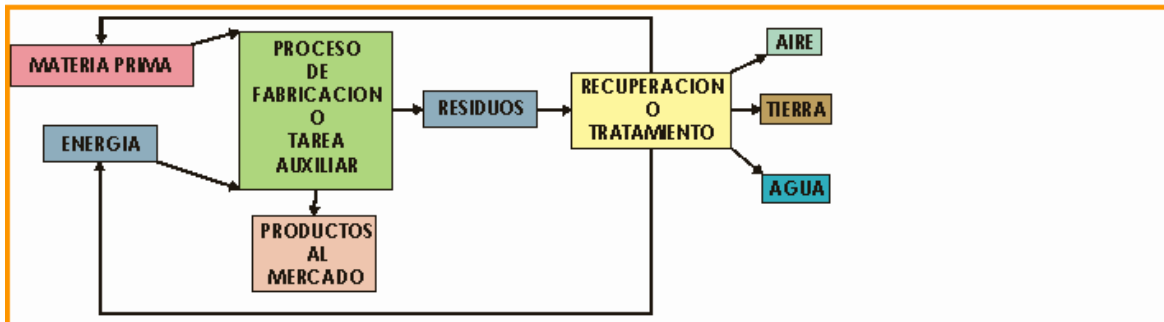 MATERIA PRIMA
ENERGIA
PROCESO
DE
FABRICACION
O
TAREA
AUXILIAR
PRODUCTOS
AL
MERCADO
RESIDUOS
RECUPERACION
O
TRATAMIENTO
AIRE
TIERRA
AGUA